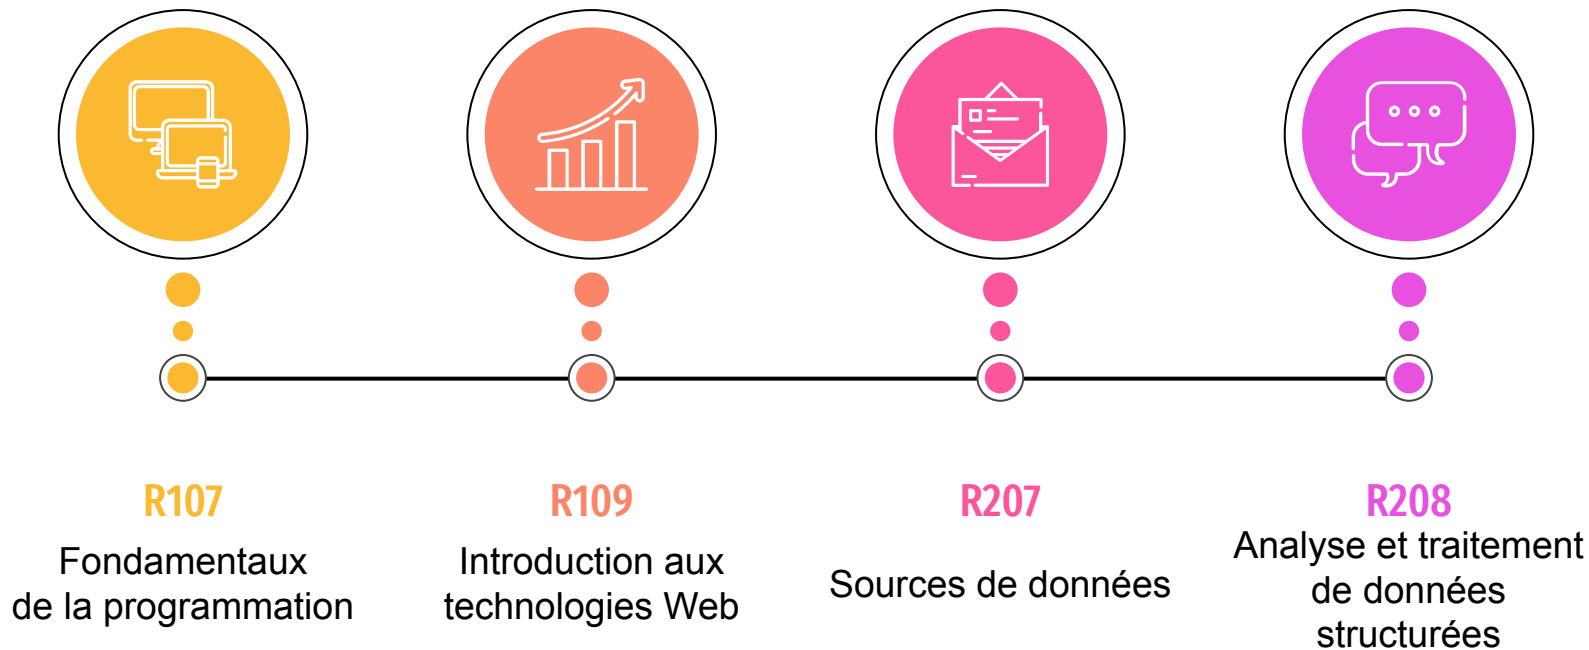 R107
Fondamentaux
de la programmation
R109
Introduction aux
technologies Web
R207
Sources de données
R208
Analyse et traitement
de données
structurées